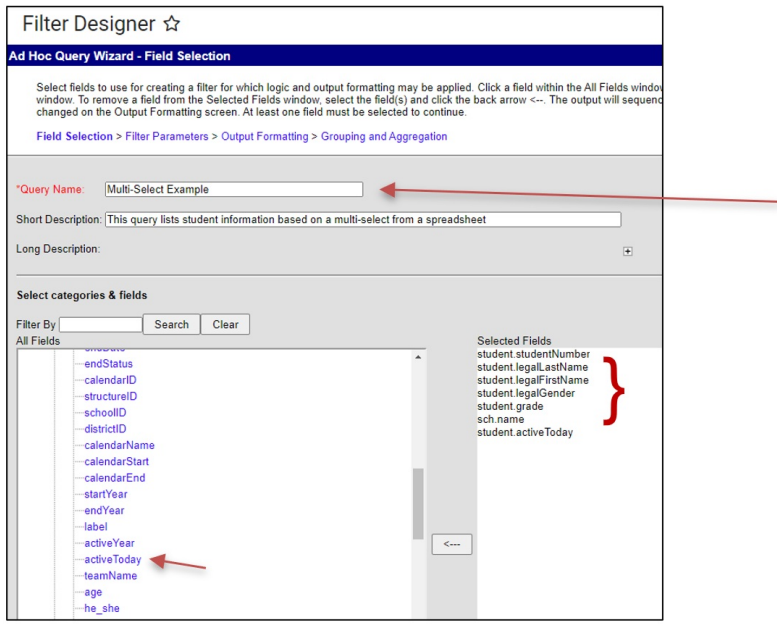 Filter Designer ☆
Ad Hoc Query Wizard - Field Selection
Select fields to use for creating a filter for which logic and output formatting may be applied. Click a field within the All Fields window
window. To remove a field from the Selected Fields window, select the field(s) and click the back arrow <--. The output will sequenc
changed on the Output Formatting screen. At least one field must be selected to continue.
Field Selection > Filter Parameters > Output Formatting > Grouping and Aggregation
*Query Name: Multi-Select Example
Short Description: This query lists student information based on a multi-select from a spreadsheet
Long Description:
Select categories & fields
Filter By Search Clear
All Fields
endStatus
calendarID
structureID
schoolID
districtID
calendarName
calendarStart
calendarEnd
startYear
endYear
label
activeYear
activeToday
teamName
age
he_she
<---
Selected Fields
student.studentNumber
student.legalLastName
student.legalFirstName
student.legalGender
student.grade
sch.name
student.activeToday
}